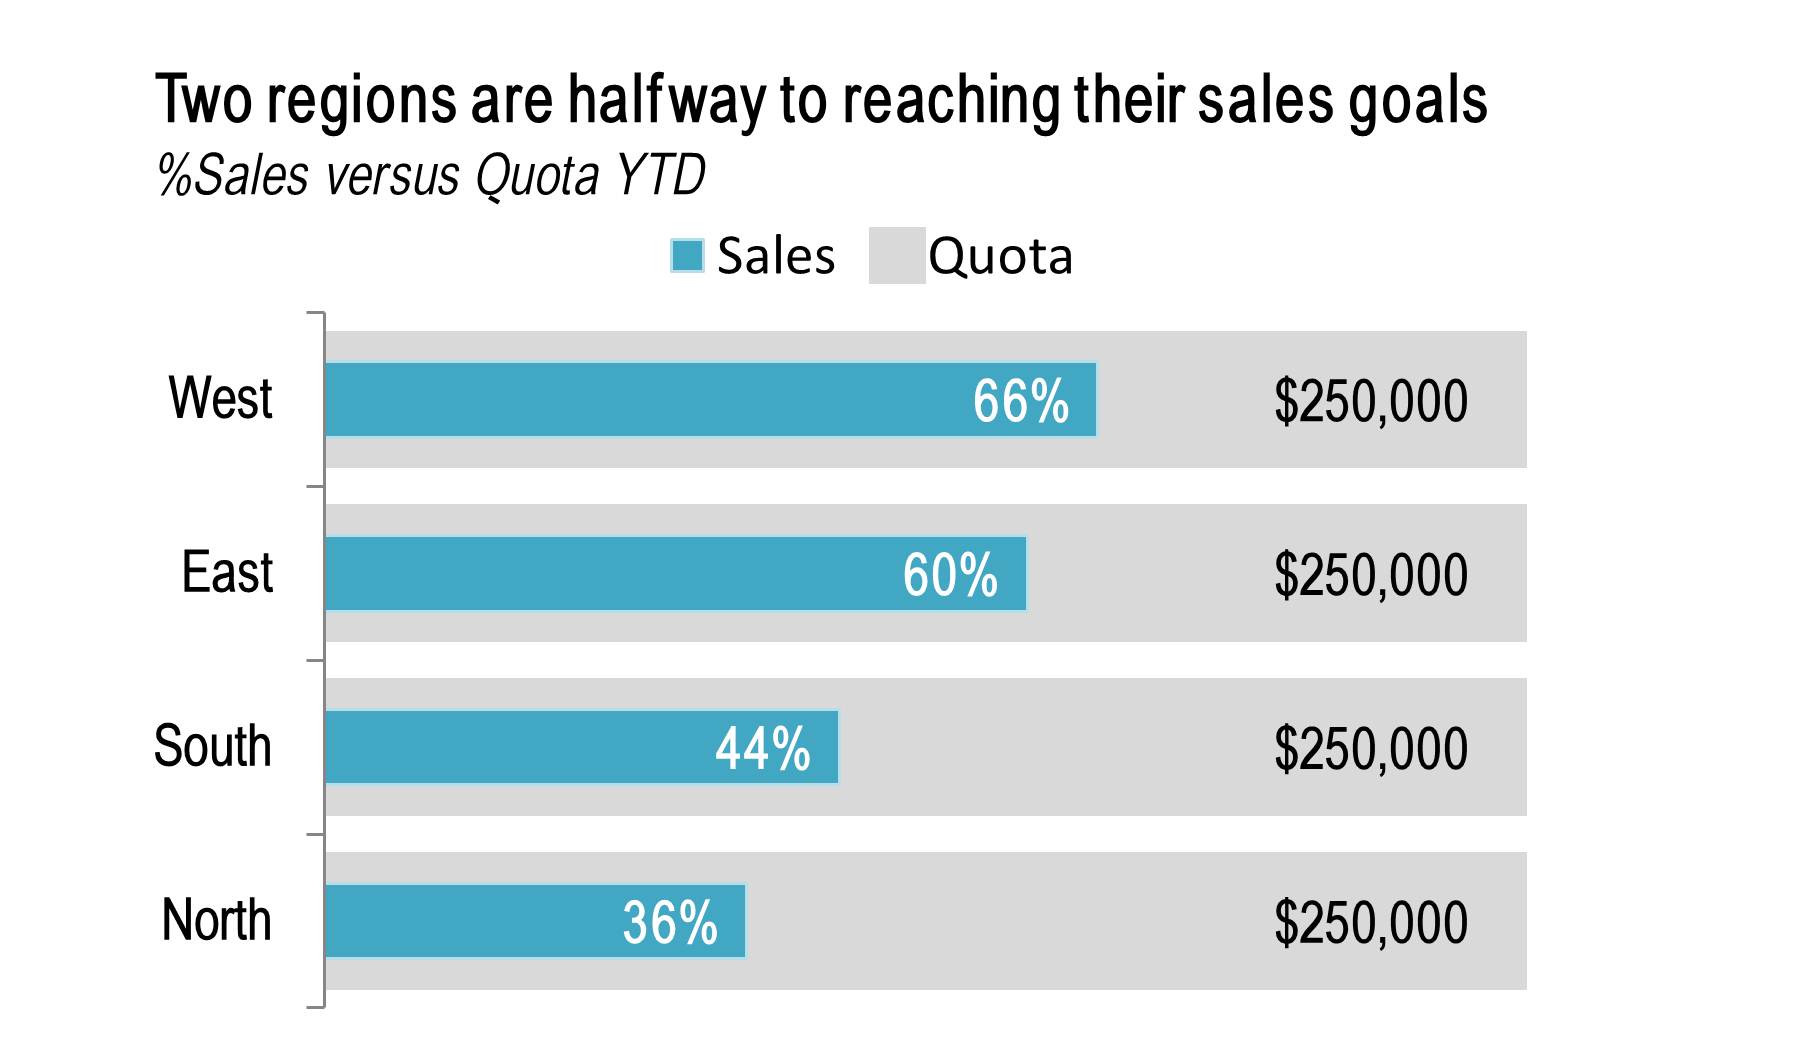 Two regions are halfway to reaching their sales goals
%Sales versus Quota YTD
Sales Quota
West 66% $250,000
East 60% $250,000
South 44% $250,000
North 36% $250,000